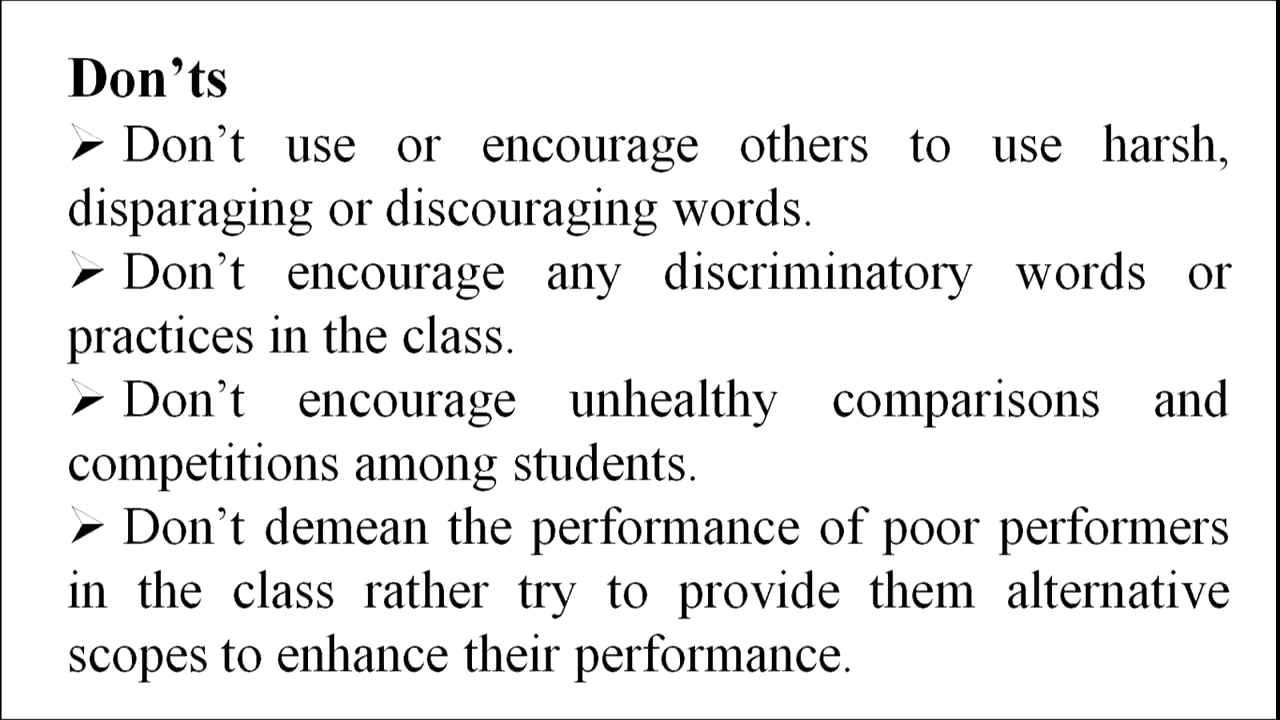 Don’ts
➢ Don’t use or encourage others to use harsh,
disparaging or discouraging words.
➢ Don’t encourage any discriminatory words or
practices in the class.
➢ Don’t encourage unhealthy comparisons and
competitions among students.
➢ Don’t demean the performance of poor performers
in the class rather try to provide them alternative
scopes to enhance their performance.